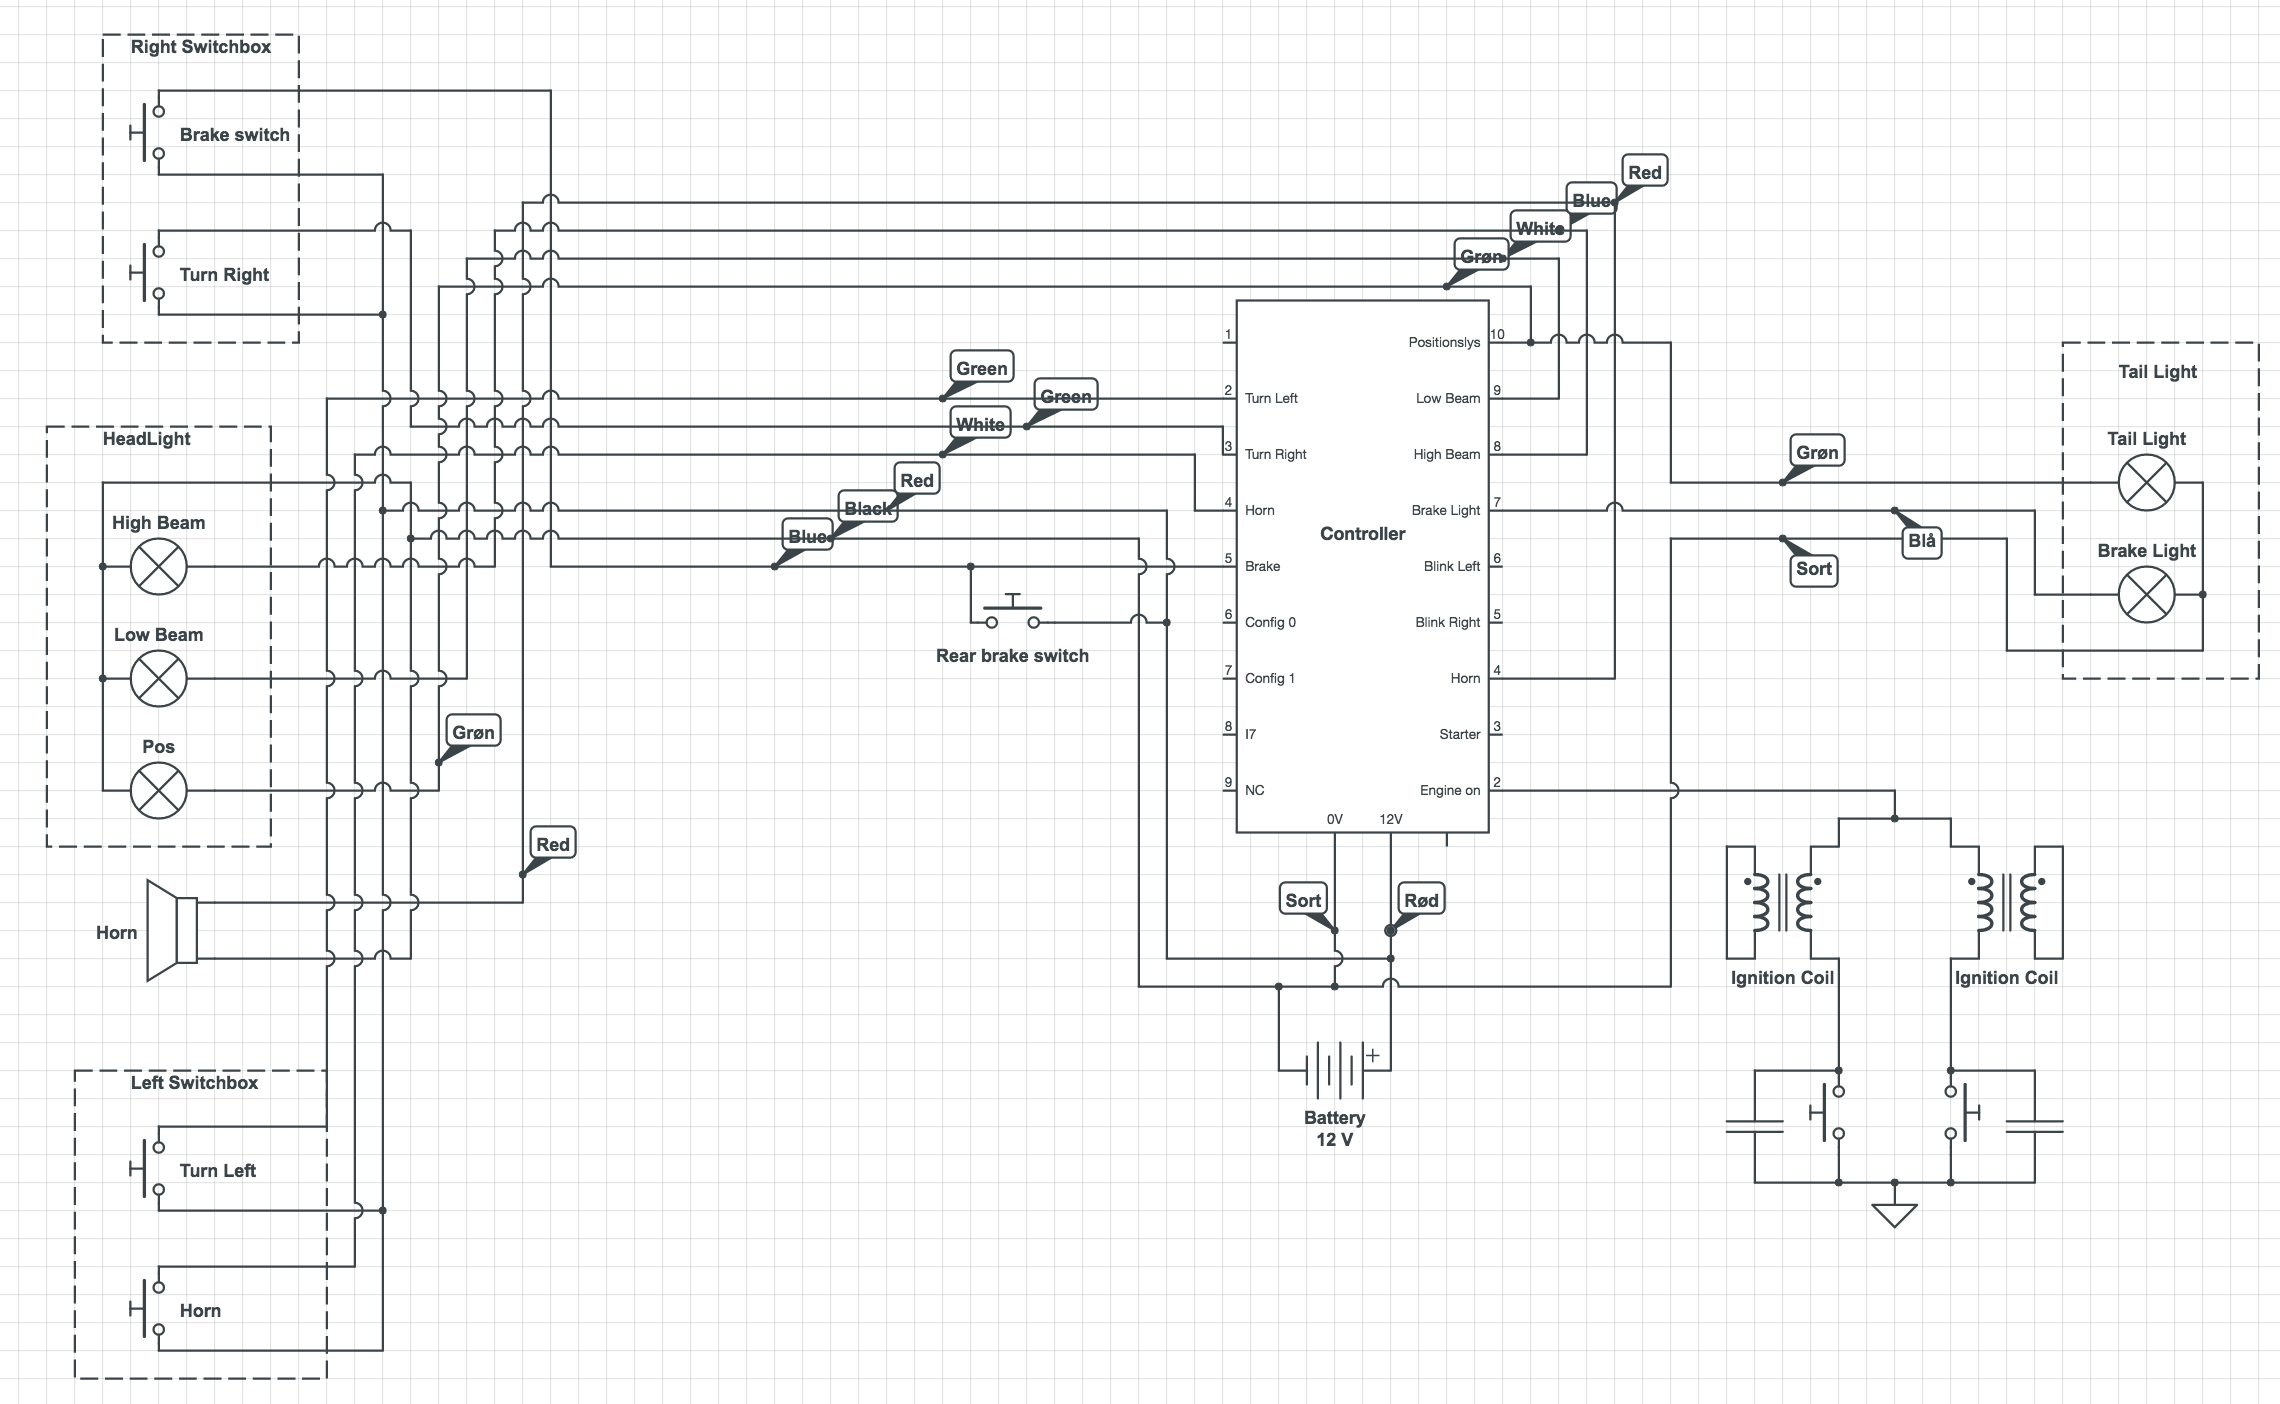 Right Switchbox
Brake switch
Turn Right
HeadLight
High Beam
Low Beam
Pos
Horn
Left Switchbox
Turn Left
Horn
Grøn
Red
Green
Green
White
Red
Black
Blue
Rear brake switch
Red
Blue
White
Grøn
1
2 Turn Left
3 Turn Right
4 Horn
5 Brake
6 Config 0
7 Config 1
8 I7
9 NC
Controller
Positionslys 10
Low Beam 9
High Beam 8
Brake Light 7
Blink Left 6
Blink Right 5
Horn 4
Starter 3
Engine on 2
0V 12V
Sort
Rød
+
Battery
12 V
Tail Light
Tail Light
Brake Light
Grøn
Blå
Sort
Ignition Coil
Ignition Coil